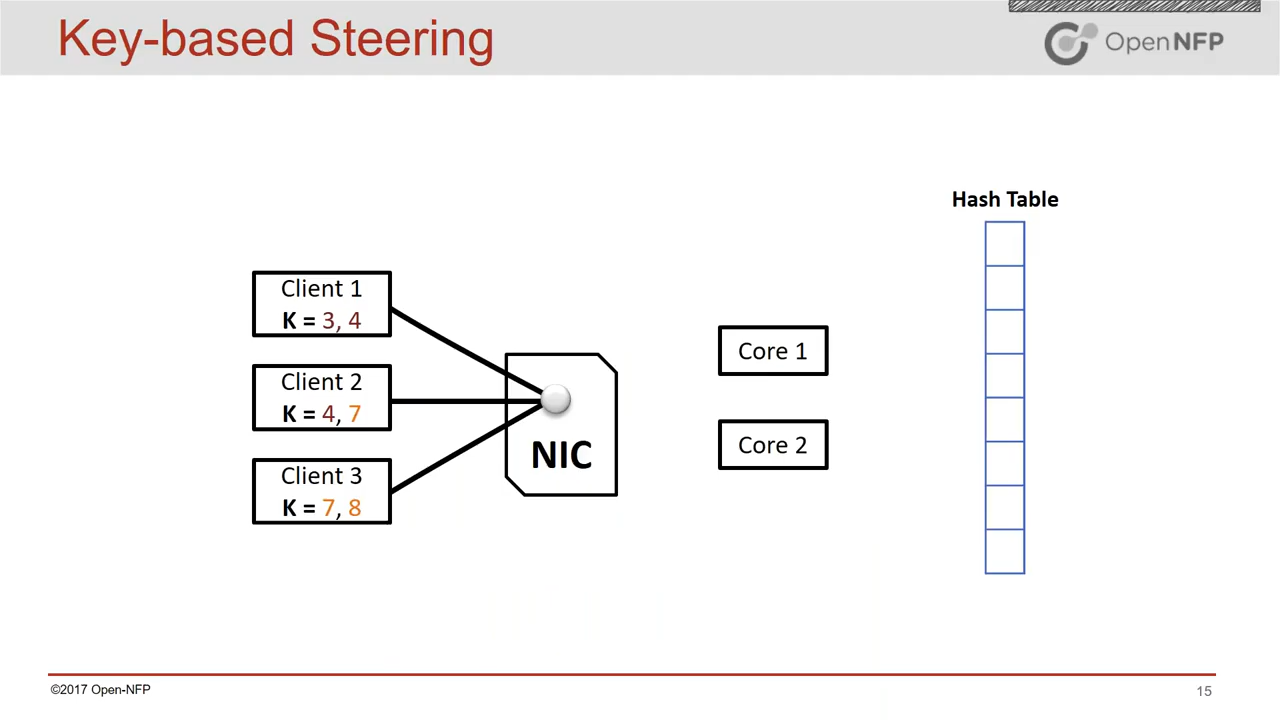 Key-based Steering
OpenNFP
Hash Table
Client 1
K = 3, 4
Client 2
K = 4, 7
Client 3
K = 7, 8
NIC
Core 1
Core 2
©2017 Open-NFP
15